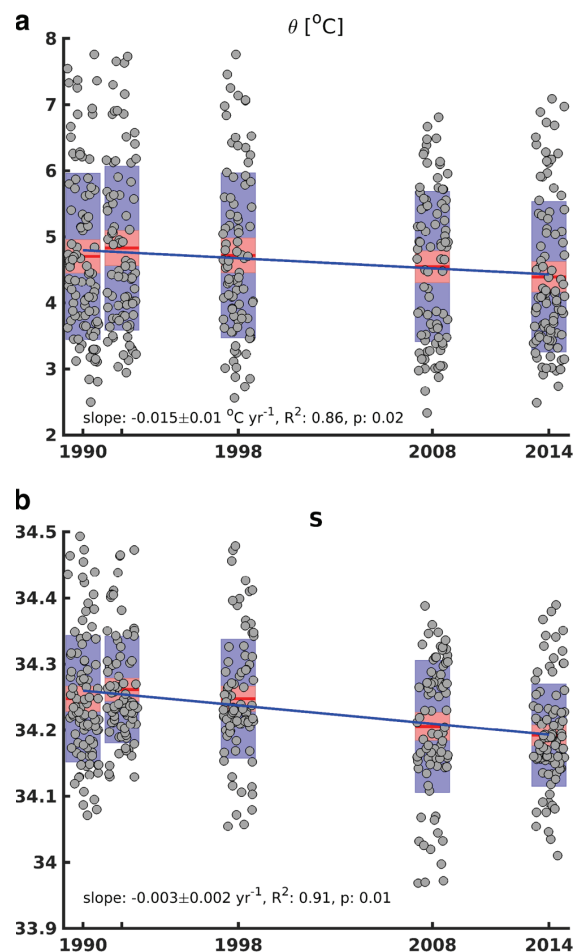 a
θ [°C]
8
7
6
5
4
3
2
slope: -0.015±0.01 °C yr⁻¹, R²: 0.86, p: 0.02
1990 1998 2008 2014
b
S
34.5
34.4
34.3
34.2
34.1
34
33.9
slope: -0.003±0.002 yr⁻¹, R²: 0.91, p: 0.01
1990 1998 2008 2014